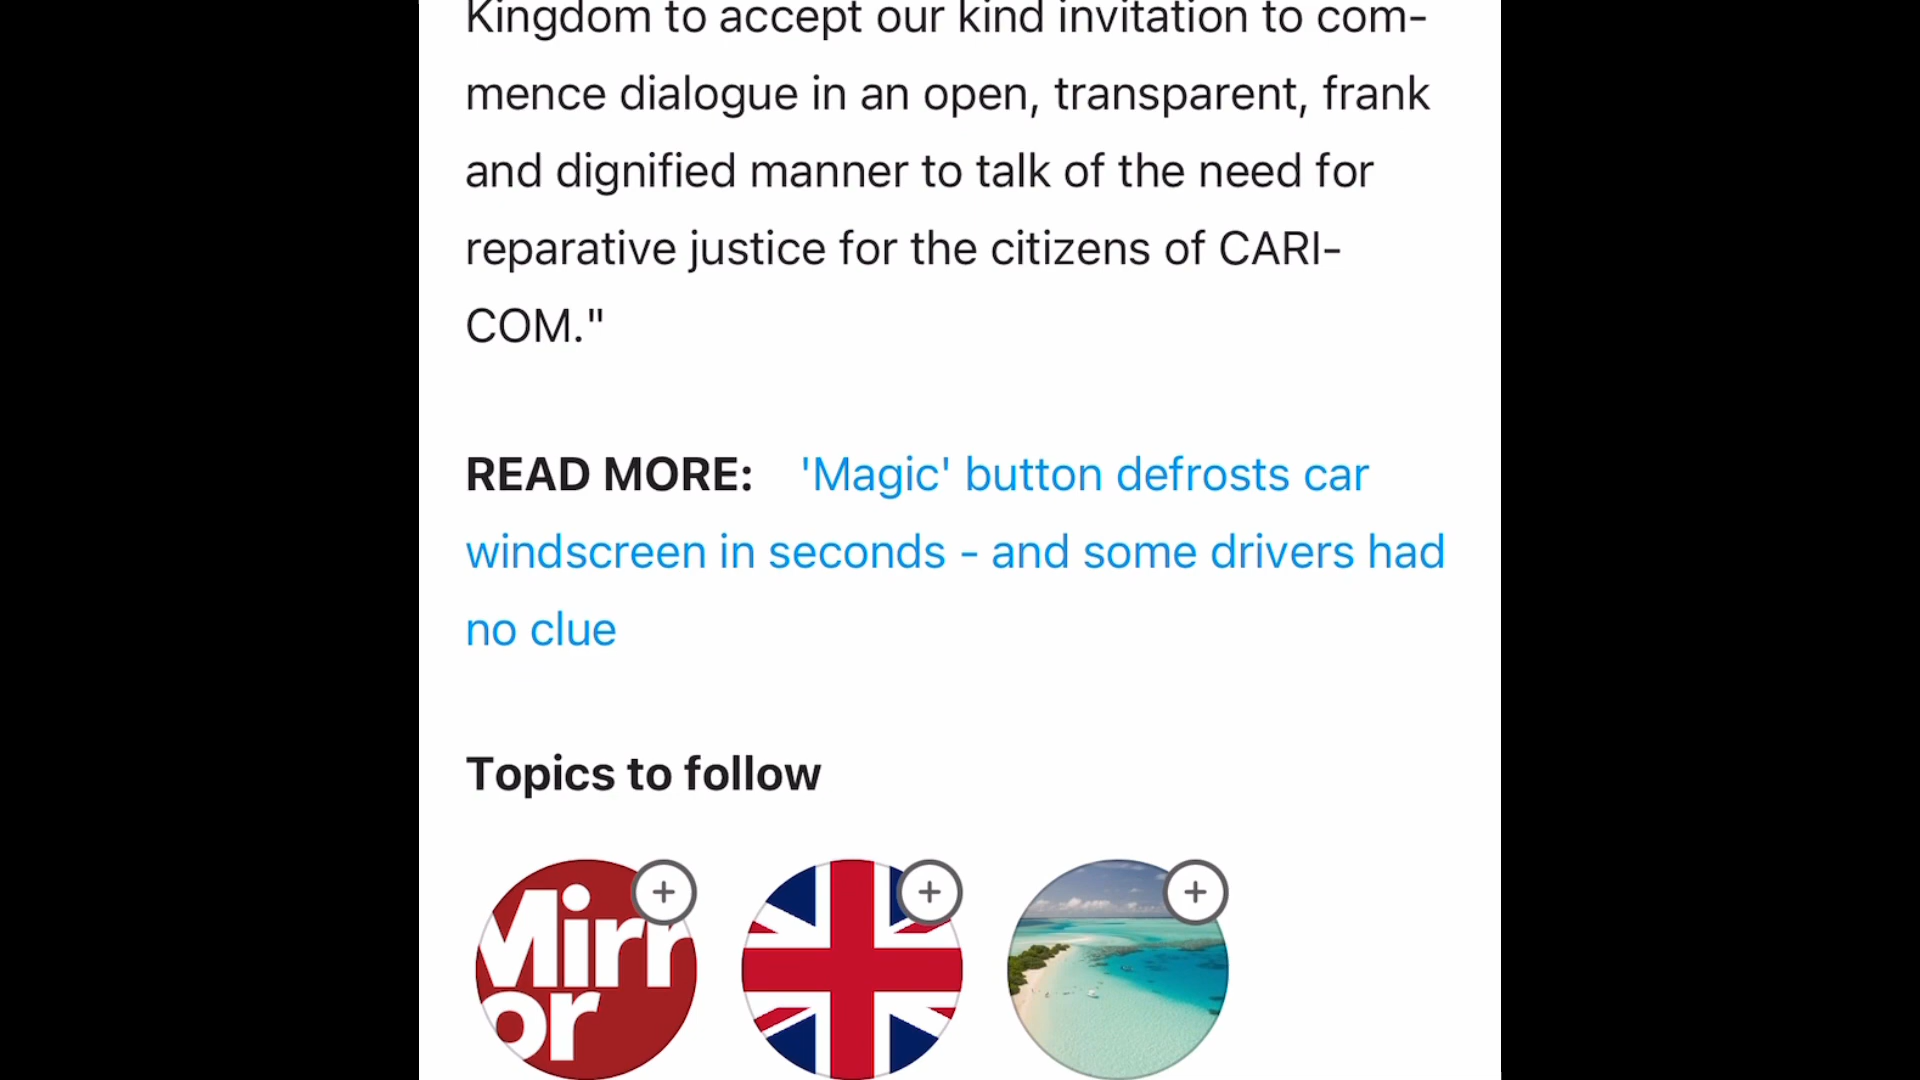 Kingdom to accept our kind invitation to com-
mence dialogue in an open, transparent, frank
and dignified manner to talk of the need for
reparative justice for the citizens of CARI-
COM."
READ MORE: 'Magic' button defrosts car
windscreen in seconds - and some drivers had
no clue
Topics to follow
Mirr
or